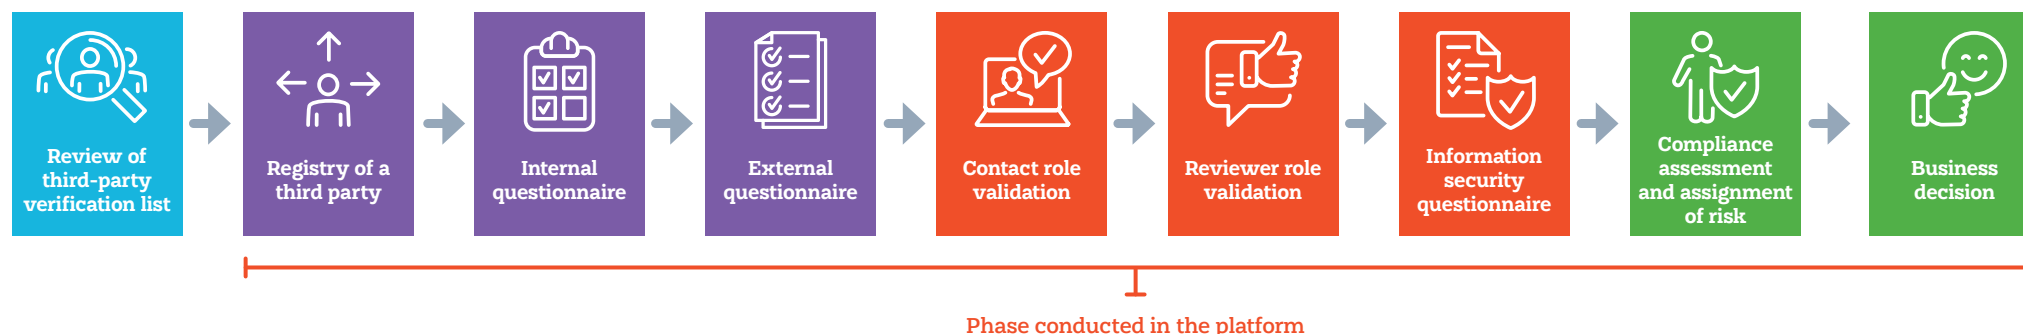 Review of
third-party
verification list
Registry of a
third party
Internal
questionnaire
External
questionnaire
Contact role
validation
Reviewer role
validation
Information
security
questionnaire
Compliance
assessment
and assignment
of risk
Business
decision
Phase conducted in the platform